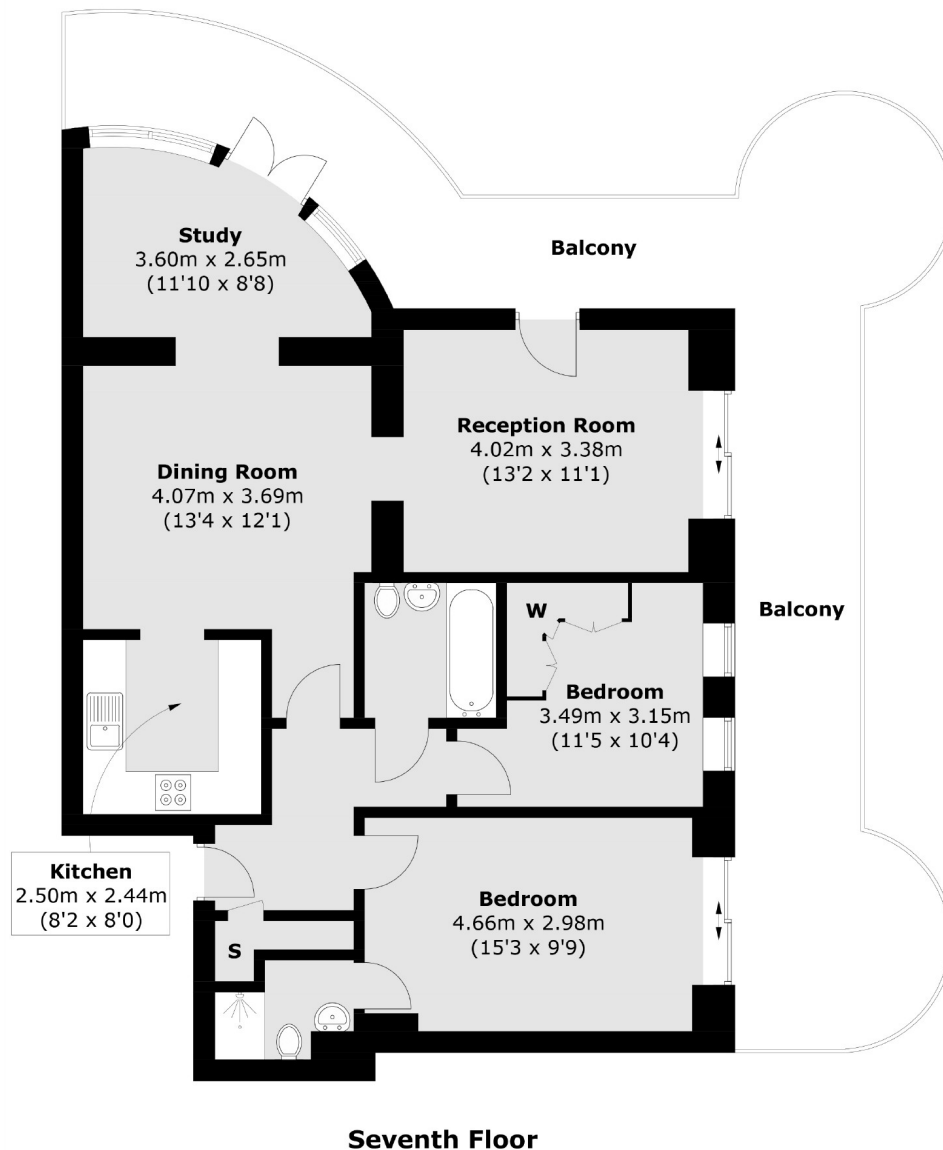 Study
3.60m x 2.65m
(11'10 x 8'8)
Balcony
Reception Room
4.02m x 3.38m
(13'2 x 11'1)
Dining Room
4.07m x 3.69m
(13'4 x 12'1)
W
Balcony
Bedroom
3.49m x 3.15m
(11'5 x 10'4)
Kitchen
2.50m x 2.44m
(8'2 x 8'0)
Bedroom
4.66m x 2.98m
(15'3 x 9'9)
S
Seventh Floor